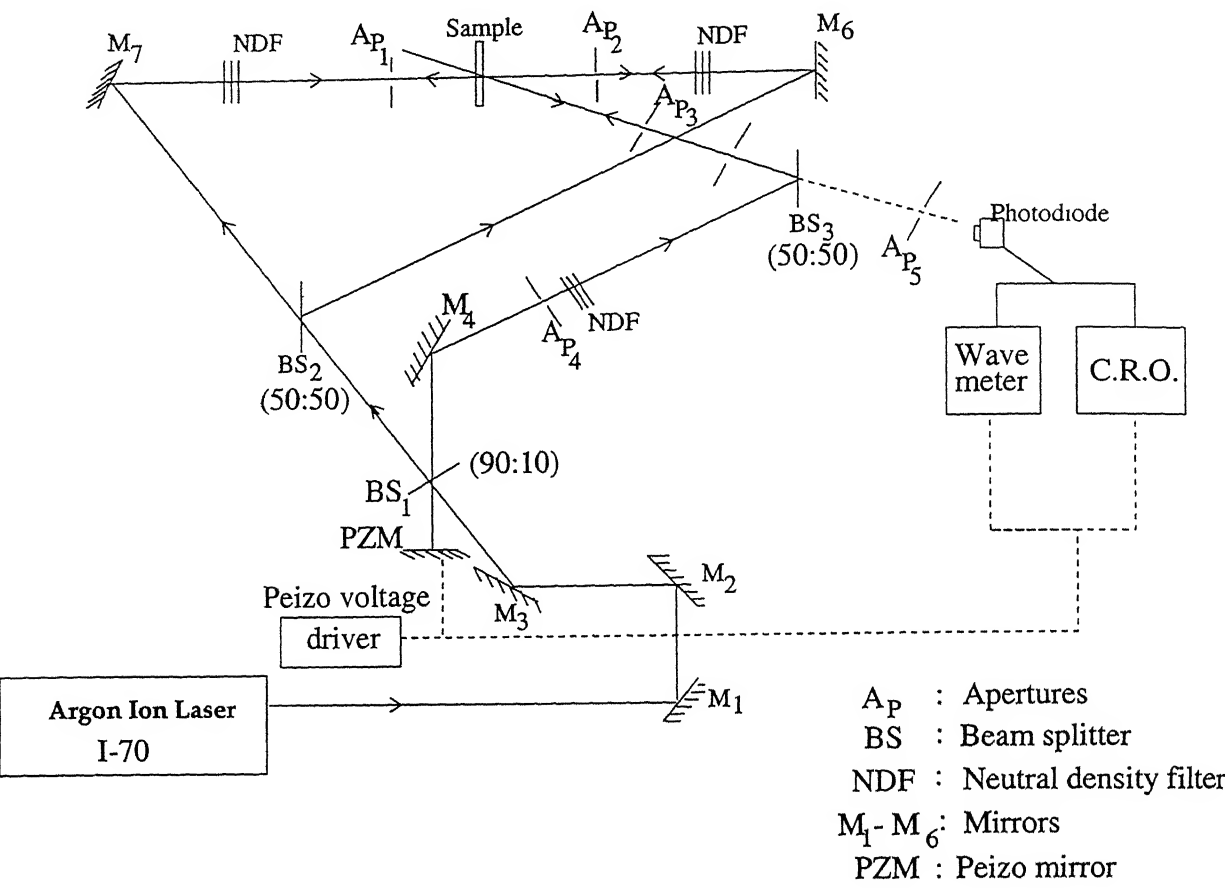 M7
NDF
AP1
Sample
AP2
NDF
M6
AP3
BS3
(50:50)
AP5
Photodiode
M4
NDF
AP4
BS2
(50:50)
Wave
meter
C.R.O.
(90:10)
BS1
PZM
M3
M2
Peizo voltage
driver
M1
Argon Ion Laser
I-70
AP : Apertures
BS : Beam splitter
NDF : Neutral density filter
M1- M6: Mirrors
PZM : Peizo mirror